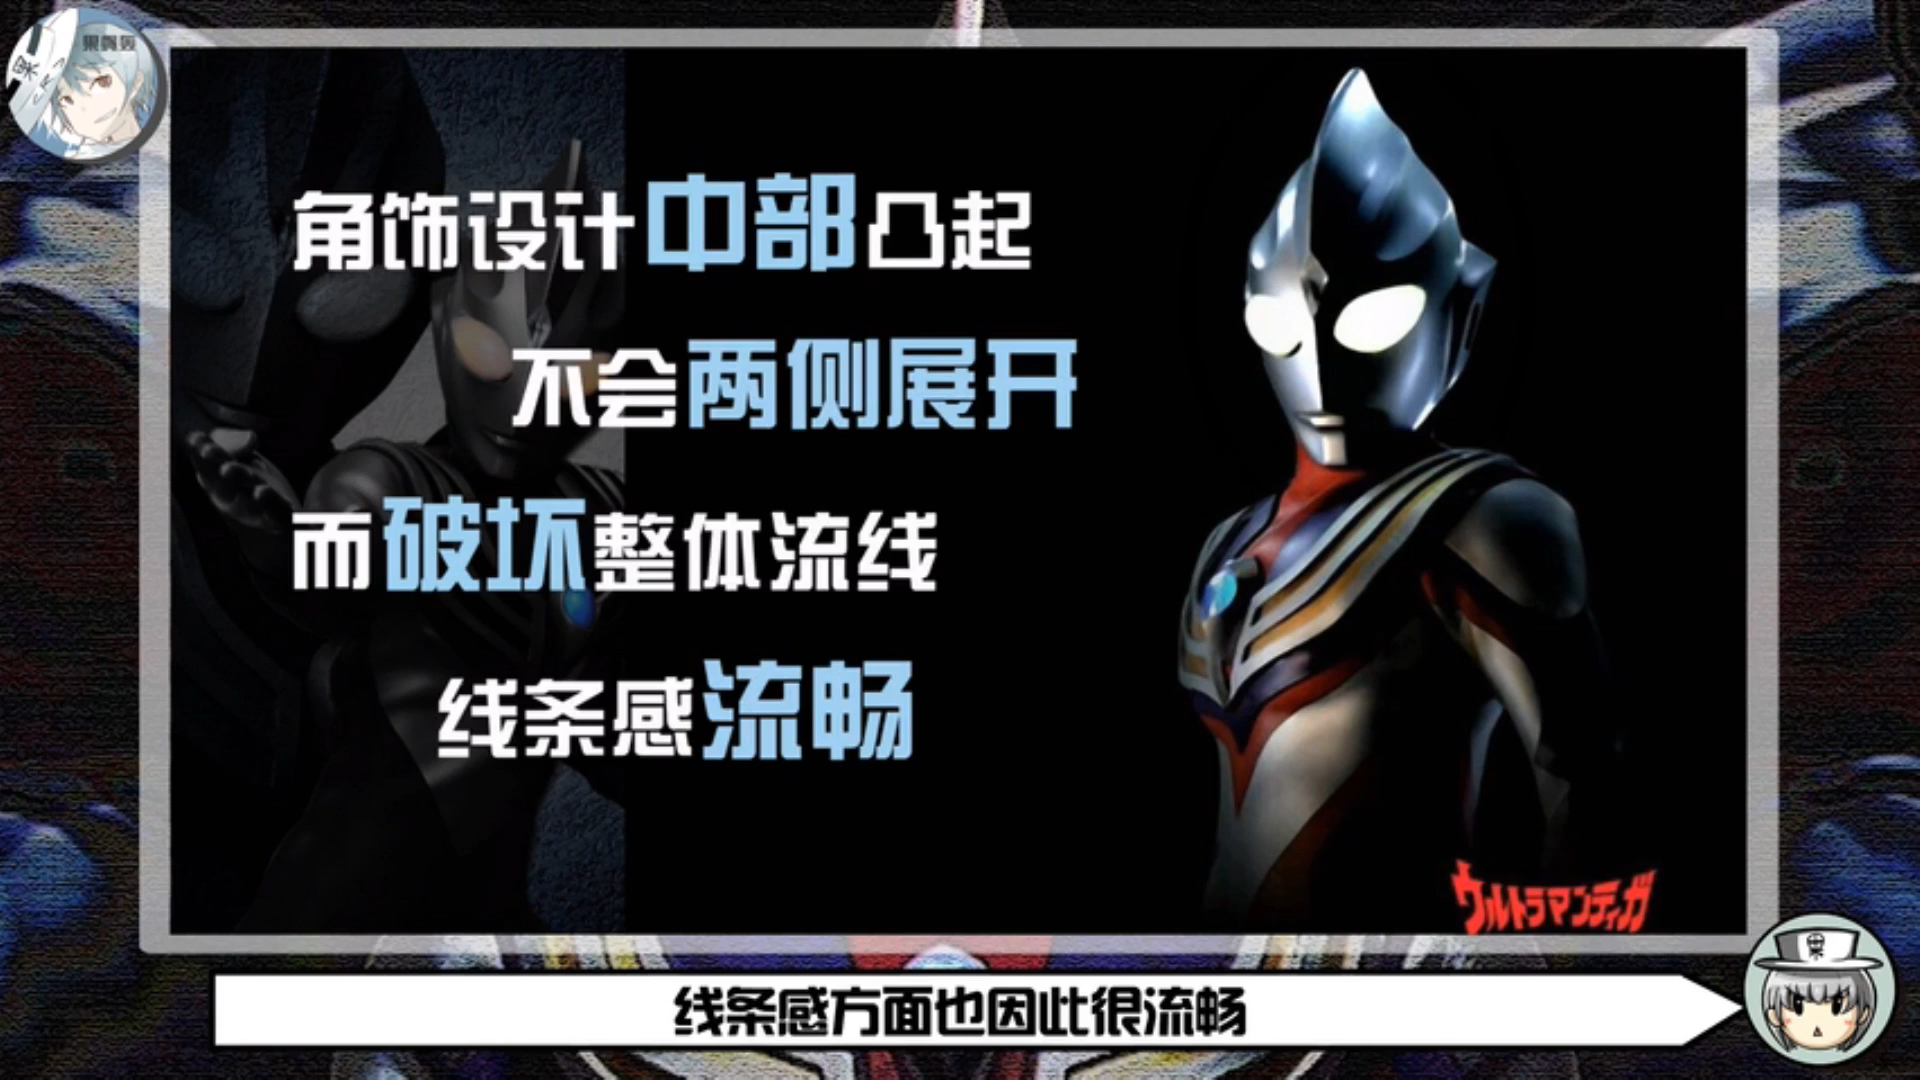 角饰设计中部凸起
不会两侧展开
而破坏整体流线
线条感流畅
ウルトラマンティガ
线条感方面也因此很流畅